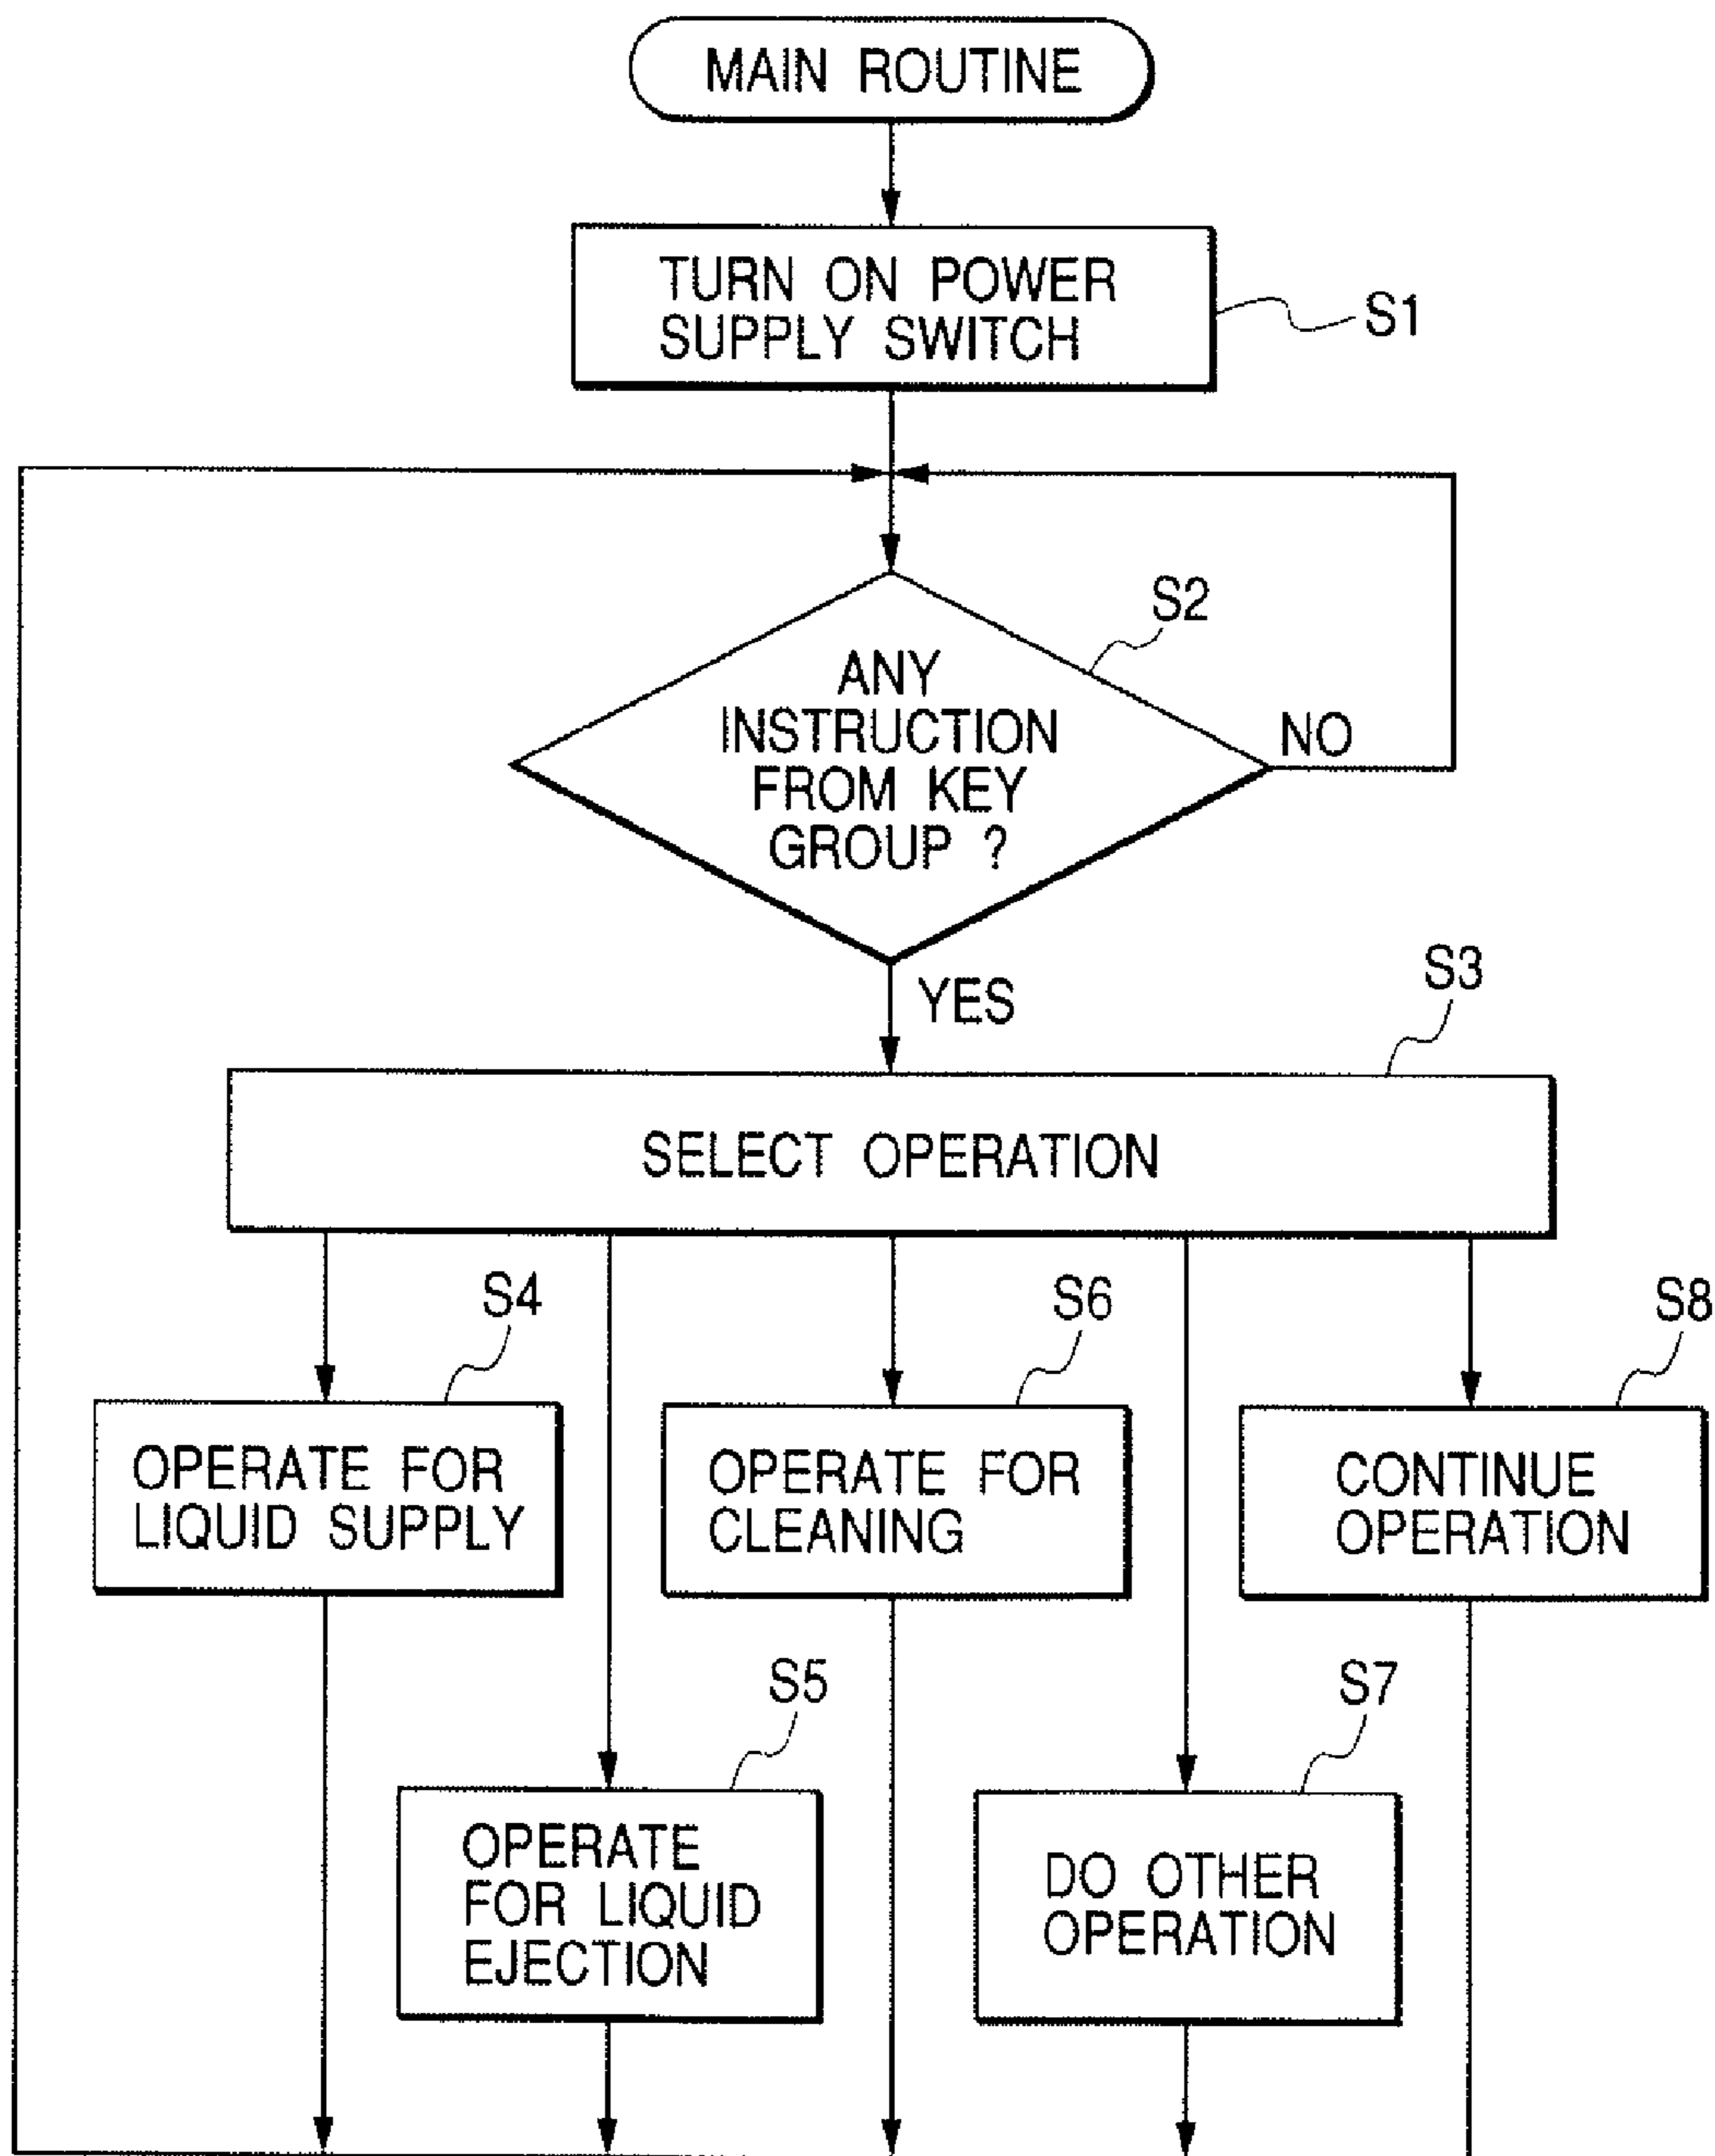 MAIN ROUTINE
TURN ON POWER
SUPPLY SWITCH
S1
S2
ANY
INSTRUCTION
FROM KEY
GROUP ?
NO
YES
S3
SELECT OPERATION
S4
S6
S8
OPERATE FOR
LIQUID SUPPLY
OPERATE FOR
CLEANING
CONTINUE
OPERATION
S5
S7
OPERATE
FOR LIQUID
EJECTION
DO OTHER
OPERATION